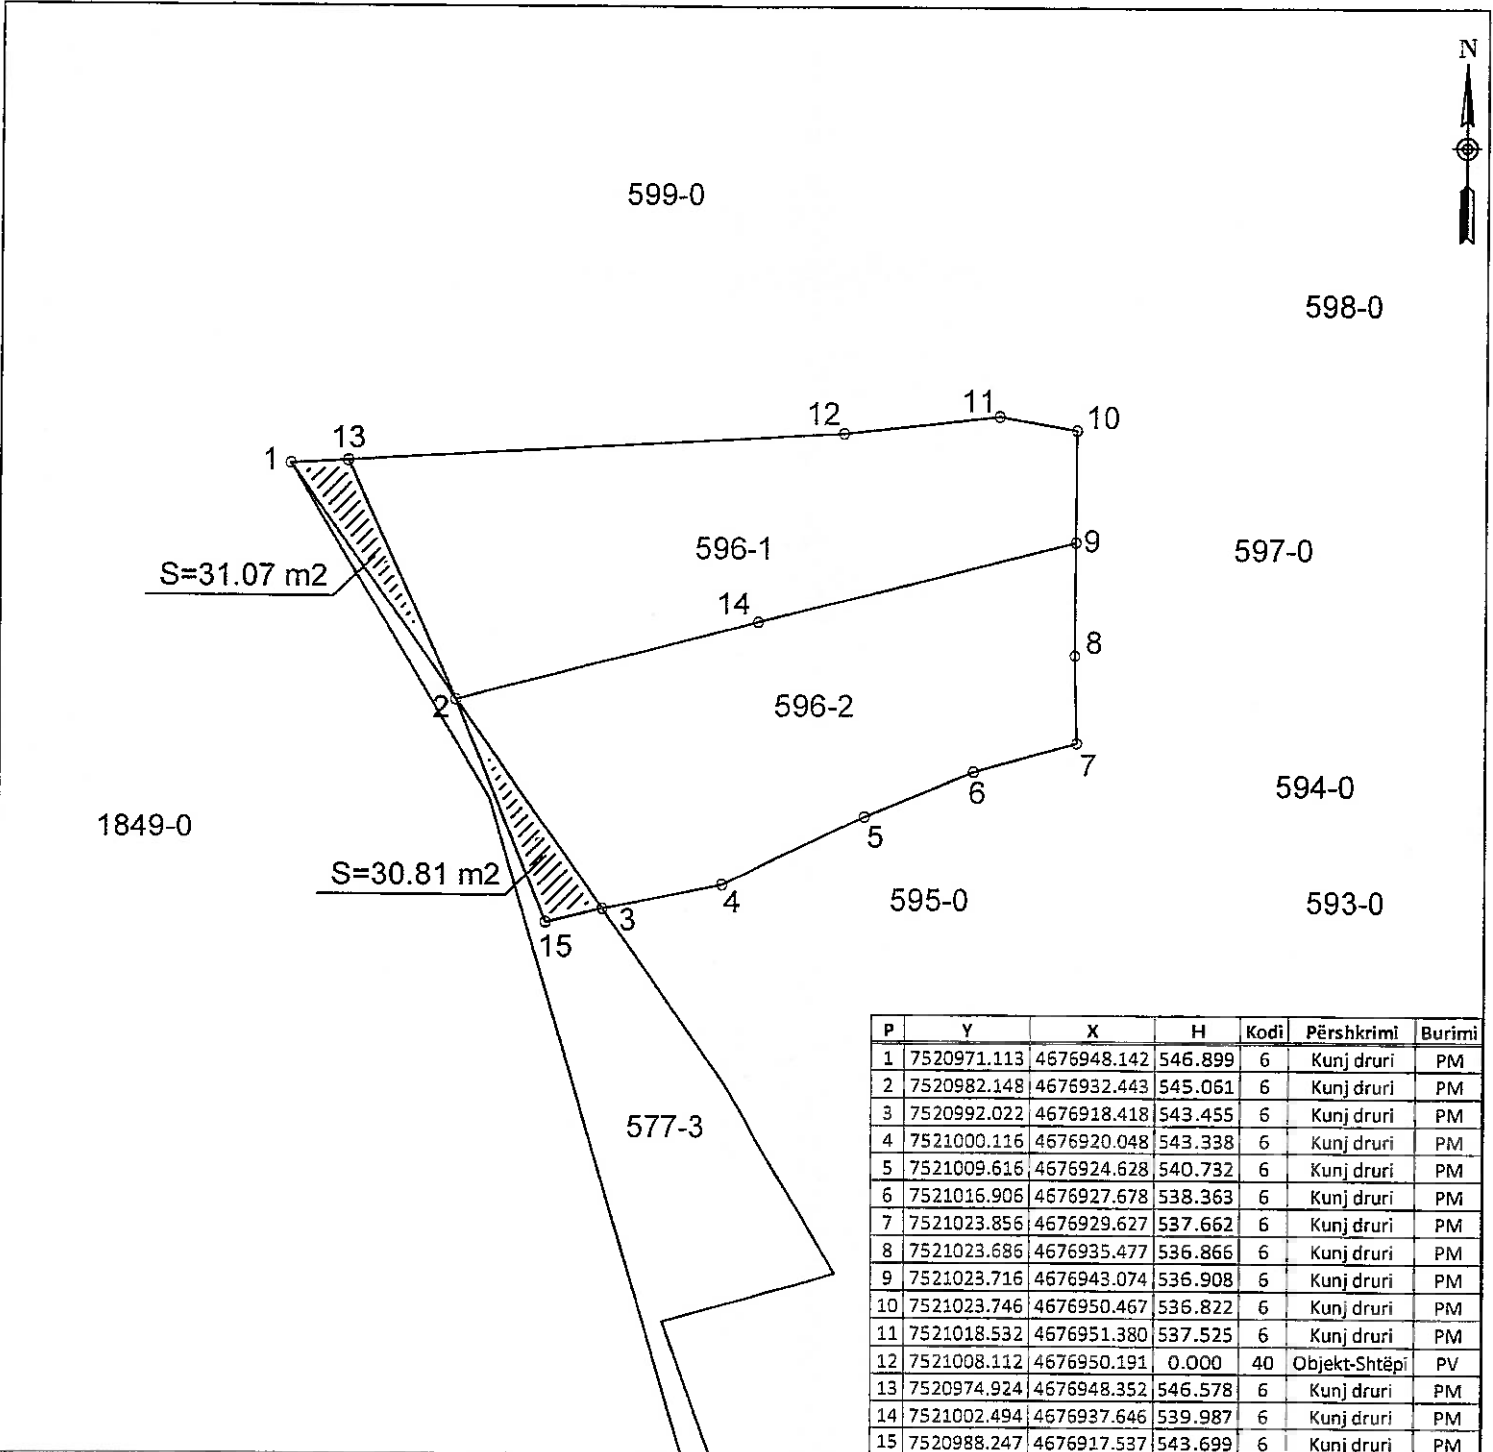 N
599-0
598-0
11
10
12
13
1
596-1
9
597-0
S=31.07 m2
14
8
2
596-2
7
6
594-0
1849-0
5
S=30.81 m2
4
595-0
593-0
3
15
577-3
P Y X H Kodi Përshkrimi Burimi
1 7520971.113 4676948.142 546.899 6 Kunj druri PM
2 7520982.148 4676932.443 545.061 6 Kunj druri PM
3 7520992.022 4676918.418 543.455 6 Kunj druri PM
4 7521000.116 4676920.048 543.338 6 Kunj druri PM
5 7521009.616 4676924.628 540.732 6 Kunj druri PM
6 7521016.906 4676927.678 538.363 6 Kunj druri PM
7 7521023.856 4676929.627 537.662 6 Kunj druri PM
8 7521023.686 4676935.477 536.866 6 Kunj druri PM
9 7521023.716 4676943.074 536.908 6 Kunj druri PM
10 7521023.746 4676950.467 536.822 6 Kunj druri PM
11 7521018.532 4676951.380 537.525 6 Kunj druri PM
12 7521008.112 4676950.191 0.000 40 Objekt-Shtëpi PV
13 7520974.924 4676948.352 546.578 6 Kunj druri PM
14 7521002.494 4676937.646 539.987 6 Kunj druri PM
15 7520988.247 4676917.537 543.699 6 Kunj druri PM